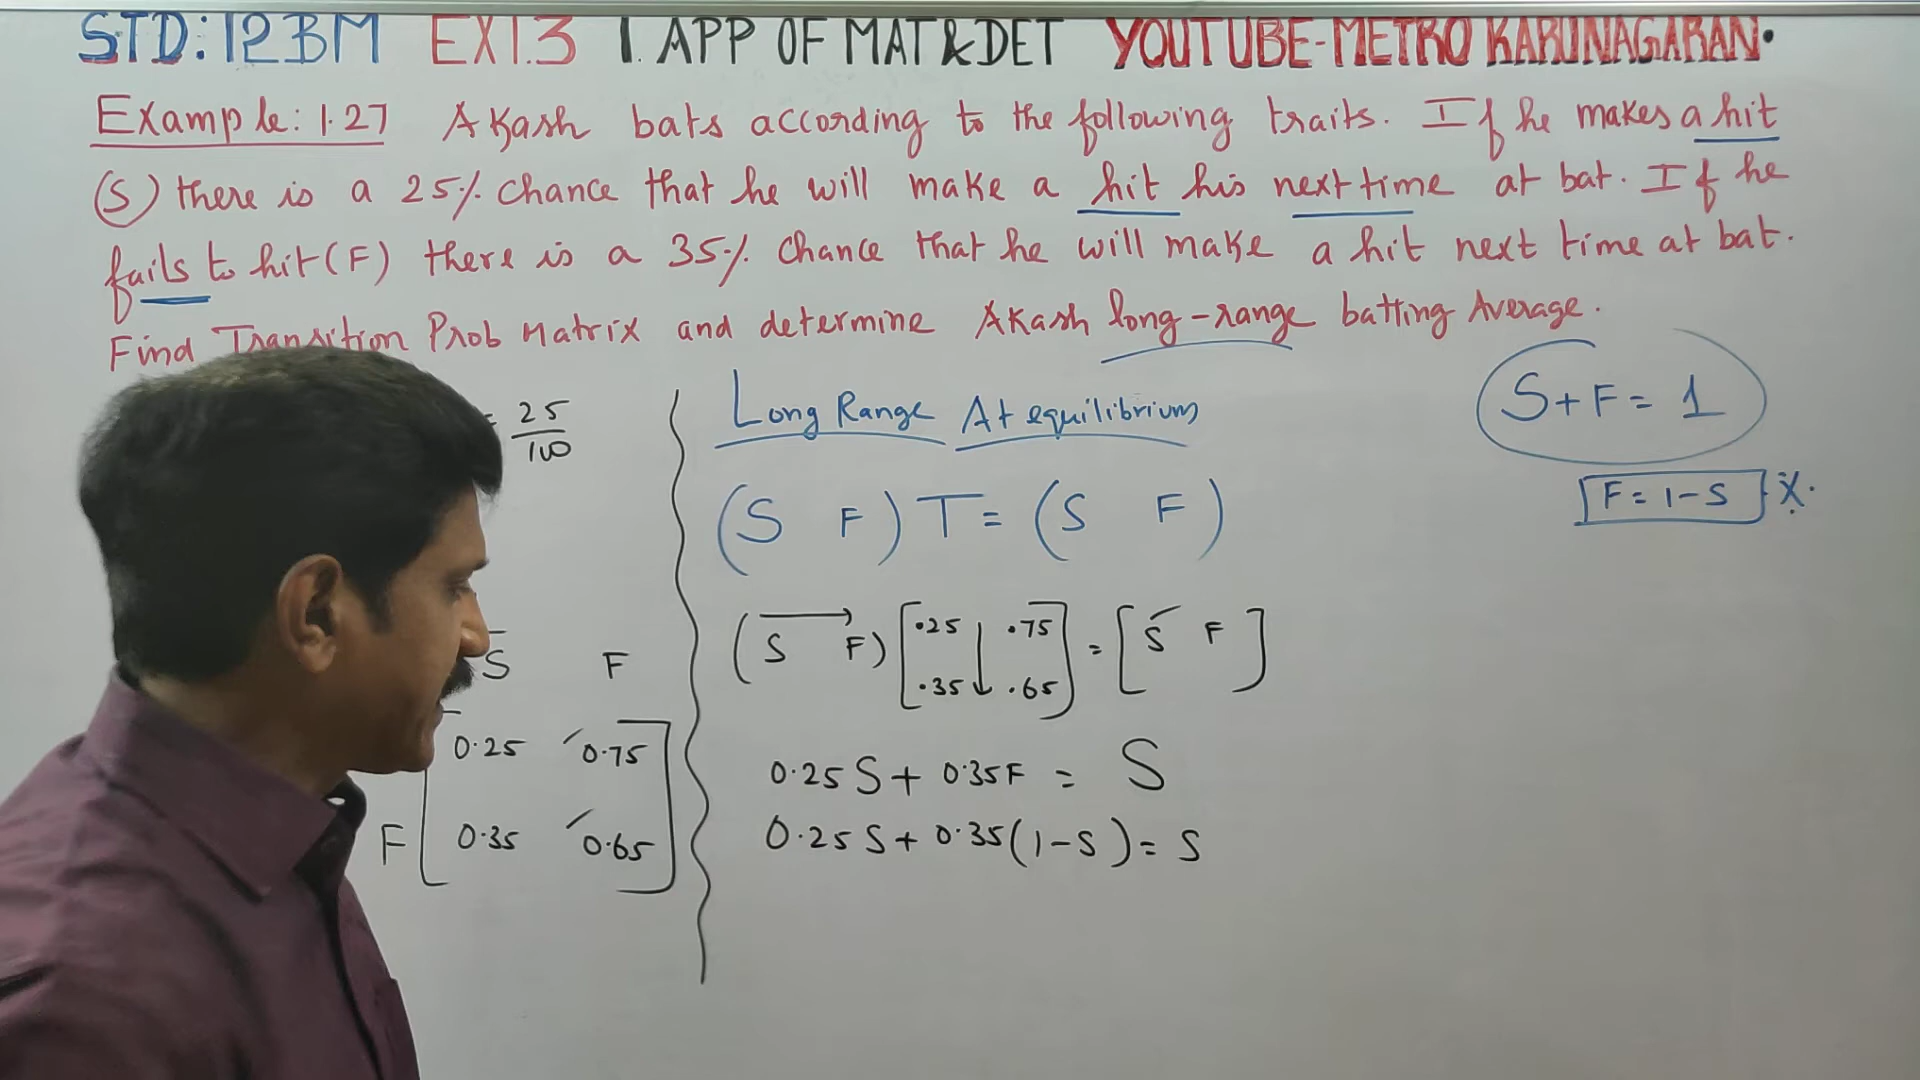 STD: 12 BM EX 1.3 1. APP OF MAT & DET YOUTUBE-METRO KARUNAGARAN.
Example: 1.27 Akash bats according to the following traits. If he makes a hit
(S) there is a 25% chance that he will make a hit his next time at bat. If he
fails to hit (F) there is a 35% chance that he will make a hit next time at bat.
Find Transition Prob Matrix and determine Akash long-range batting Average.
= 25/100
S F
0.25 0.75
F 0.35 0.65
Long Range At equilibrium
(S F) T = (S F)
(S F) [.25 .75
.35 .65] = [S F]
0.25 S + 0.35 F = S
0.25 S + 0.35 (1-S) = S
S + F = 1
F = 1 - S